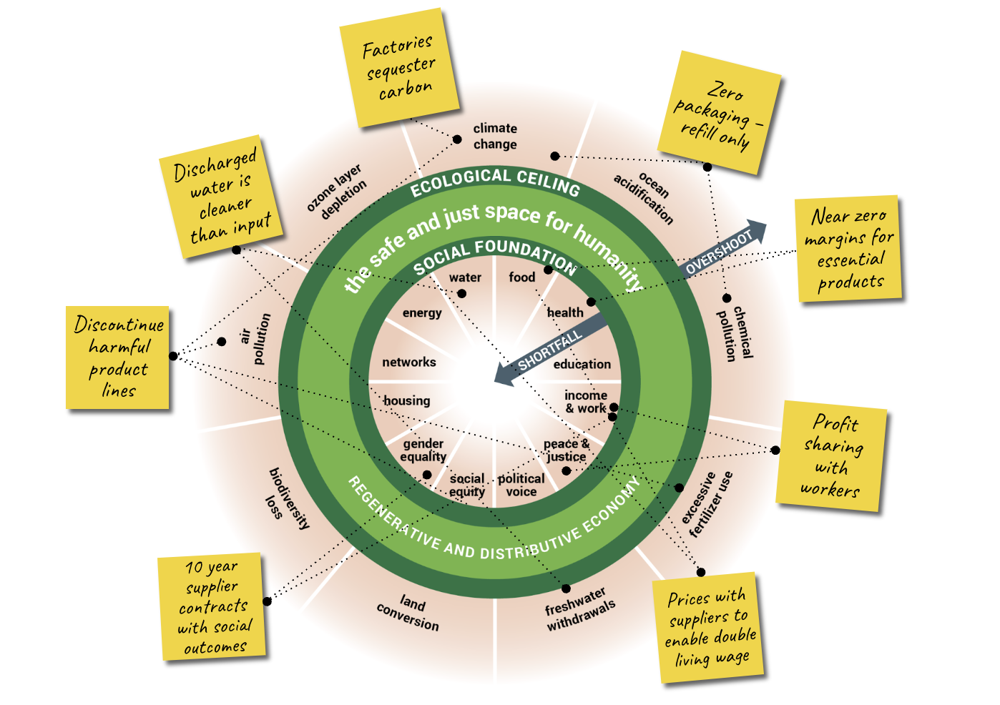 Factories
sequester
carbon
Zero
packaging –
refill only
Discharged
water is
cleaner
than input
climate
change
ozone layer
depletion
ocean
acidification
ECOLOGICAL CEILING
the safe and just space for humanity
SOCIAL FOUNDATION
OVERSHOOT
Near zero
margins for
essential
products
water
food
energy
health
Discontinue
harmful
product
lines
air
pollution
chemical
pollution
SHORTFALL
networks
education
housing
income
& work
gender
equality
peace &
justice
social
equity
political
voice
Profit
sharing
with
workers
biodiversity
loss
excessive
fertilizer use
REGENERATIVE AND DISTRIBUTIVE ECONOMY
10 year
supplier
contracts
with social
outcomes
land
conversion
freshwater
withdrawals
Prices with
suppliers to
enable double
living wage